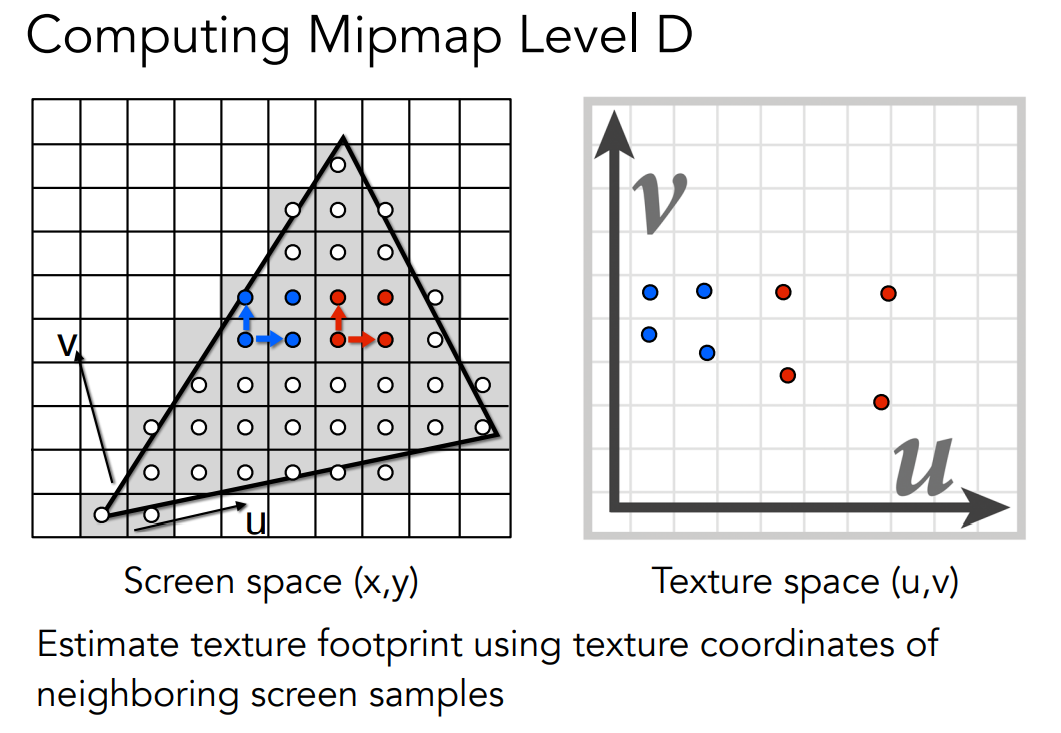 Computing Mipmap Level D
v
u
v
u
Screen space (x,y)
Texture space (u,v)
Estimate texture footprint using texture coordinates of
neighboring screen samples